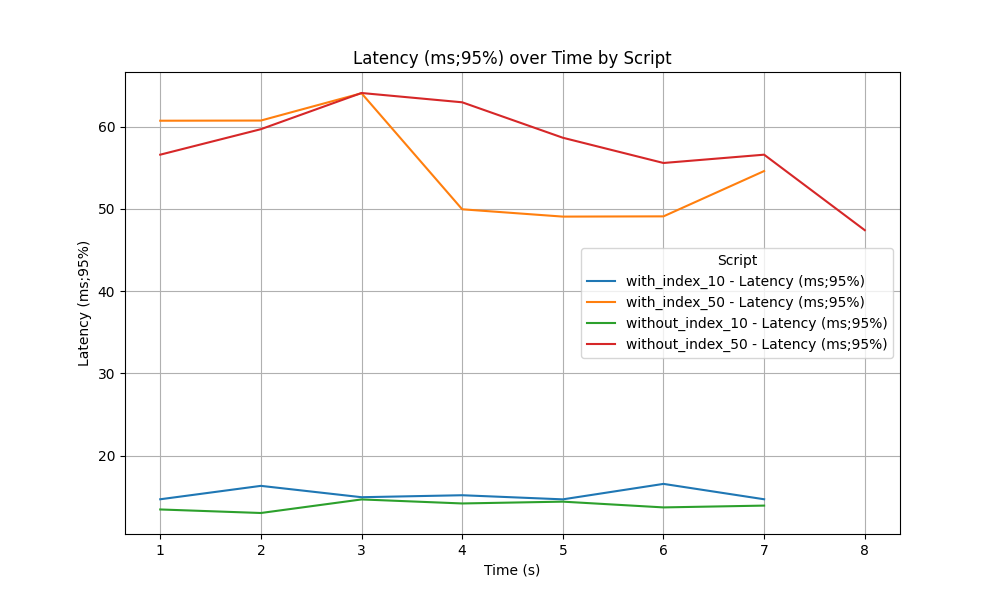 Latency (ms;95%) over Time by Script
Latency (ms;95%)
60
50
40
30
20
Script
with_index_10 - Latency (ms;95%)
with_index_50 - Latency (ms;95%)
without_index_10 - Latency (ms;95%)
without_index_50 - Latency (ms;95%)
1 2 3 4 5 6 7 8
Time (s)